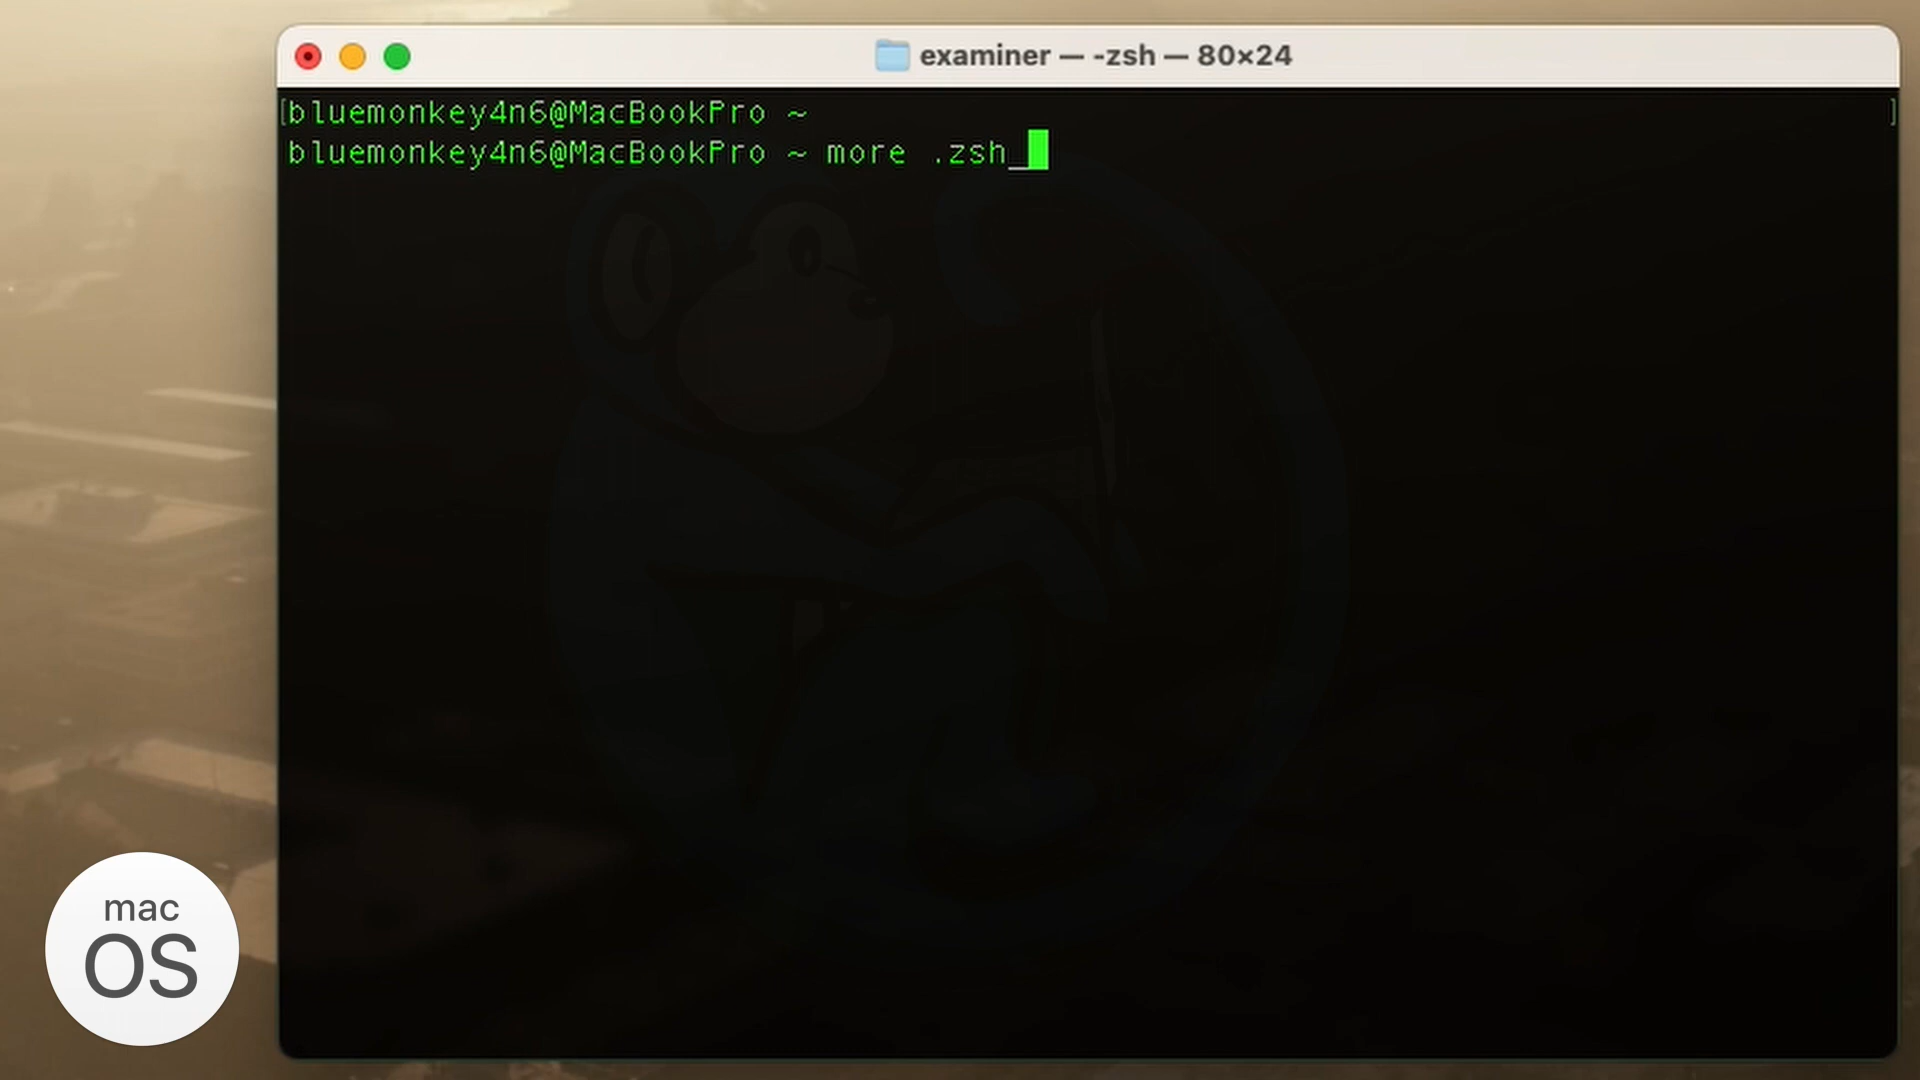 examiner — -zsh — 80×24
[bluemonkey4n6@MacBookPro ~ ]
bluemonkey4n6@MacBookPro ~ more .zsh_
mac
OS